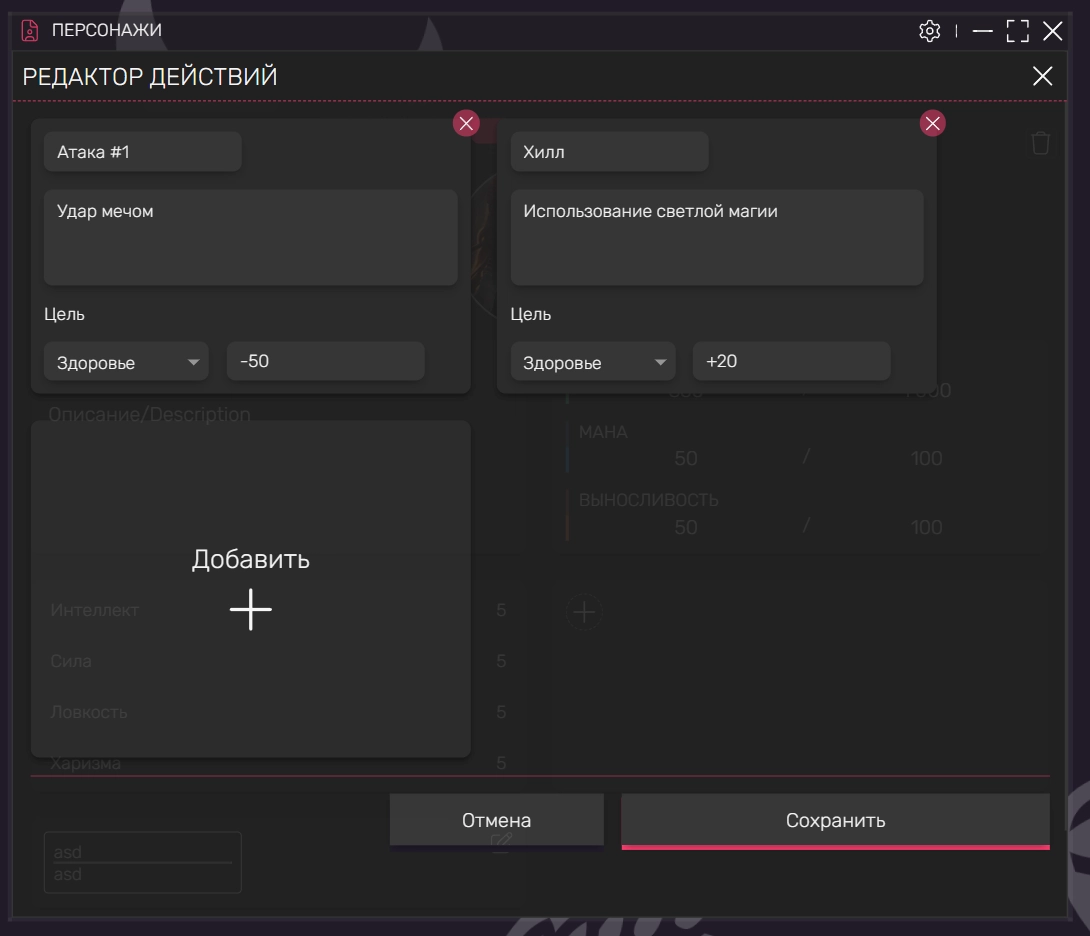 ПЕРСОНАЖИ
РЕДАКТОР ДЕЙСТВИЙ
Атака #1
Удар мечом
Цель
Здоровье
-50
Хилл
Использование светлой магии
Цель
Здоровье
+20
Описание/Description
МАНА
50 / 100
ВЫНОСЛИВОСТЬ
50 / 100
Добавить
Интеллект 5
Сила 5
Ловкость 5
Харизма 5
Отмена
Сохранить
asd
asd